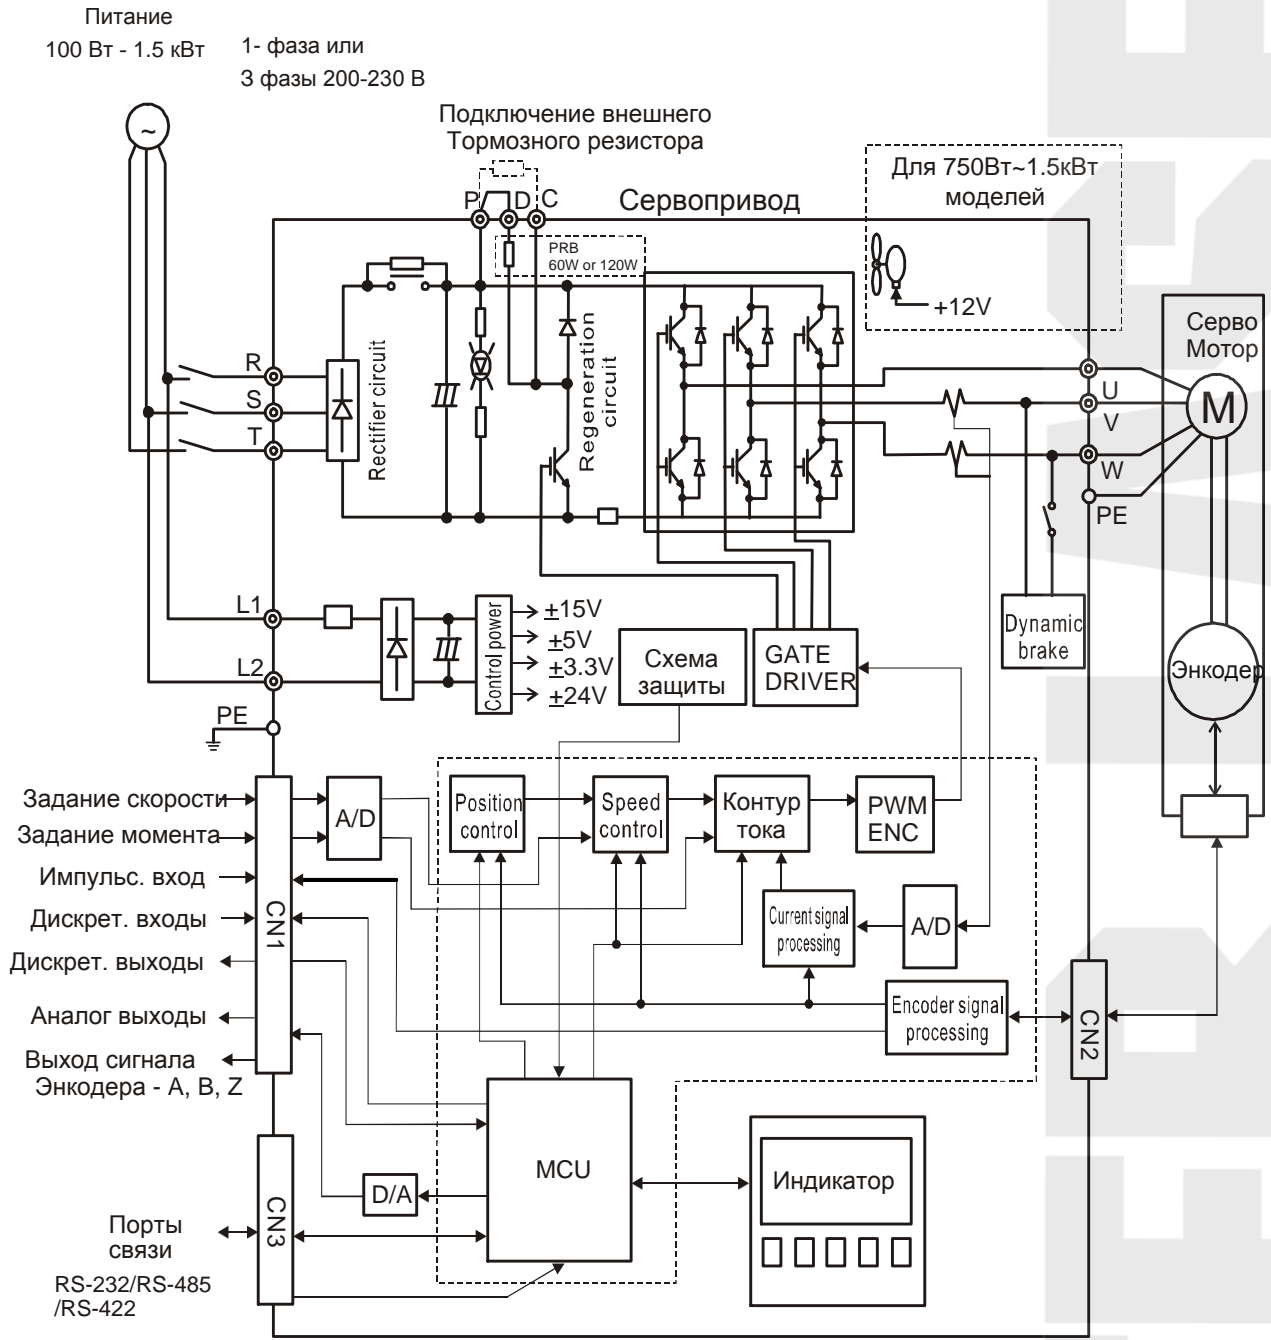 Питание
100 Вт - 1.5 кВт
1- фаза или
3 фазы 200-230 В
~
Подключение внешнего
Тормозного резистора
P
D
C
Сервопривод
Для 750Вт~1.5кВт
моделей
+12V
PRB
60W or 120W
Серво
Мотор
M
R
S
T
Rectifier circuit
Regeneration
circuit
U
V
W
PE
L1
L2
PE
Control power
±15V
±5V
±3.3V
±24V
Схема
защиты
GATE
DRIVER
Dynamic
brake
Энкодер
Задание скорости
Задание момента
Импульс. вход
Дискрет. входы
Дискрет. выходы
Аналог выходы
Выход сигнала
Энкодера - A, B, Z
CN1
A/D
Position
control
Speed
control
Контур
тока
PWM
ENC
Current signal
processing
A/D
Encoder signal
processing
CN2
MCU
D/A
Индикатор
CN3
Порты
связи
RS-232/RS-485
/RS-422